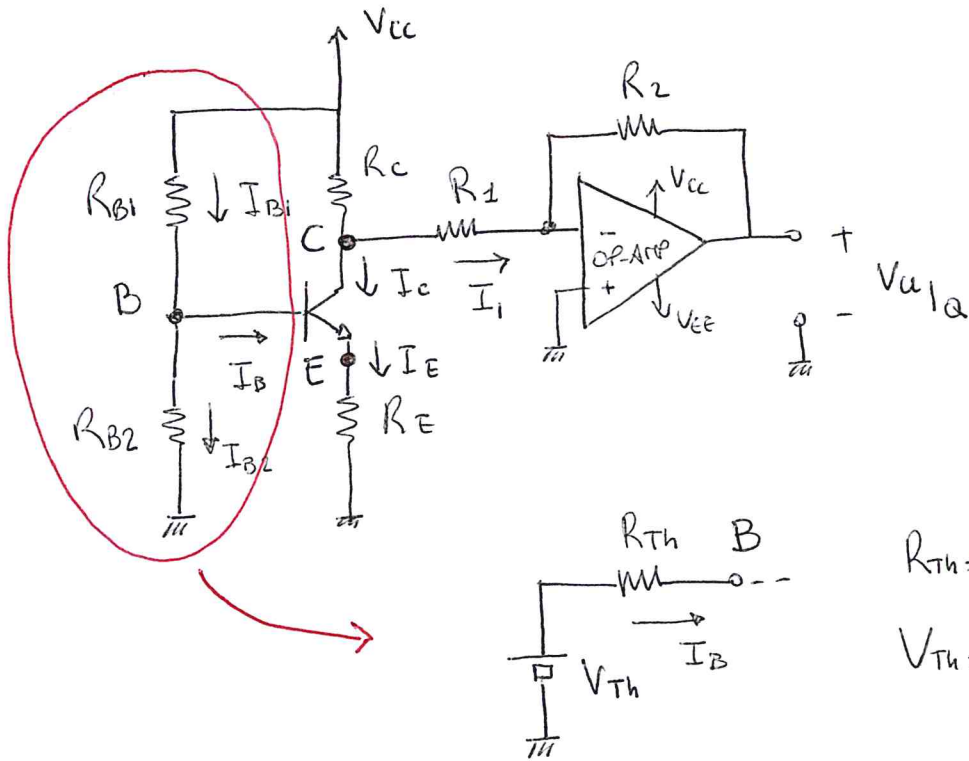 Vcc
R2
RC
RB1
IB1
R1
Vcc
C
-
OP-AMP
+
+
Vu|Q
-
Ic
Ii
VEE
B
IB
E
IE
RB2
IB2
RE
RTh
B
RTh=
IB
VTh
VTh=